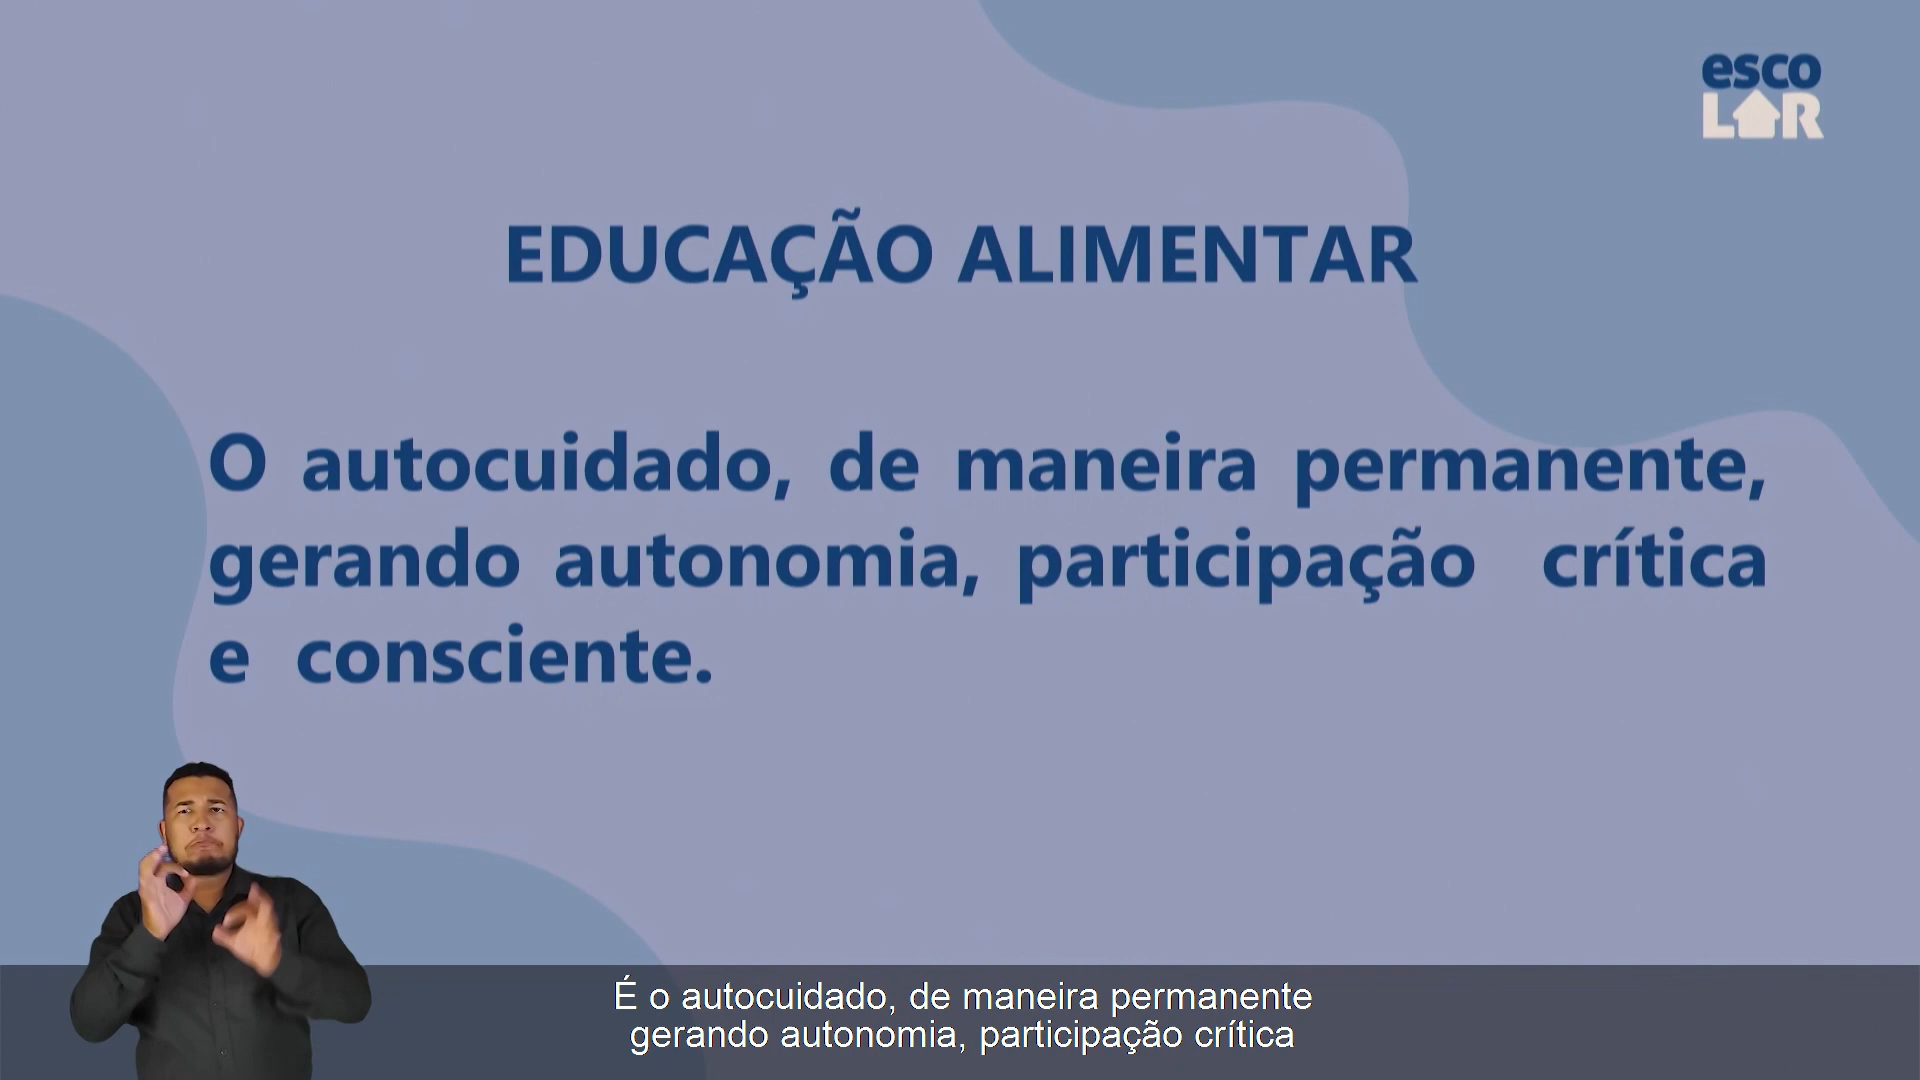 esco
LAR
EDUCAÇÃO ALIMENTAR
O autocuidado, de maneira permanente,
gerando autonomia, participação crítica
e consciente.
É o autocuidado, de maneira permanente
gerando autonomia, participação crítica